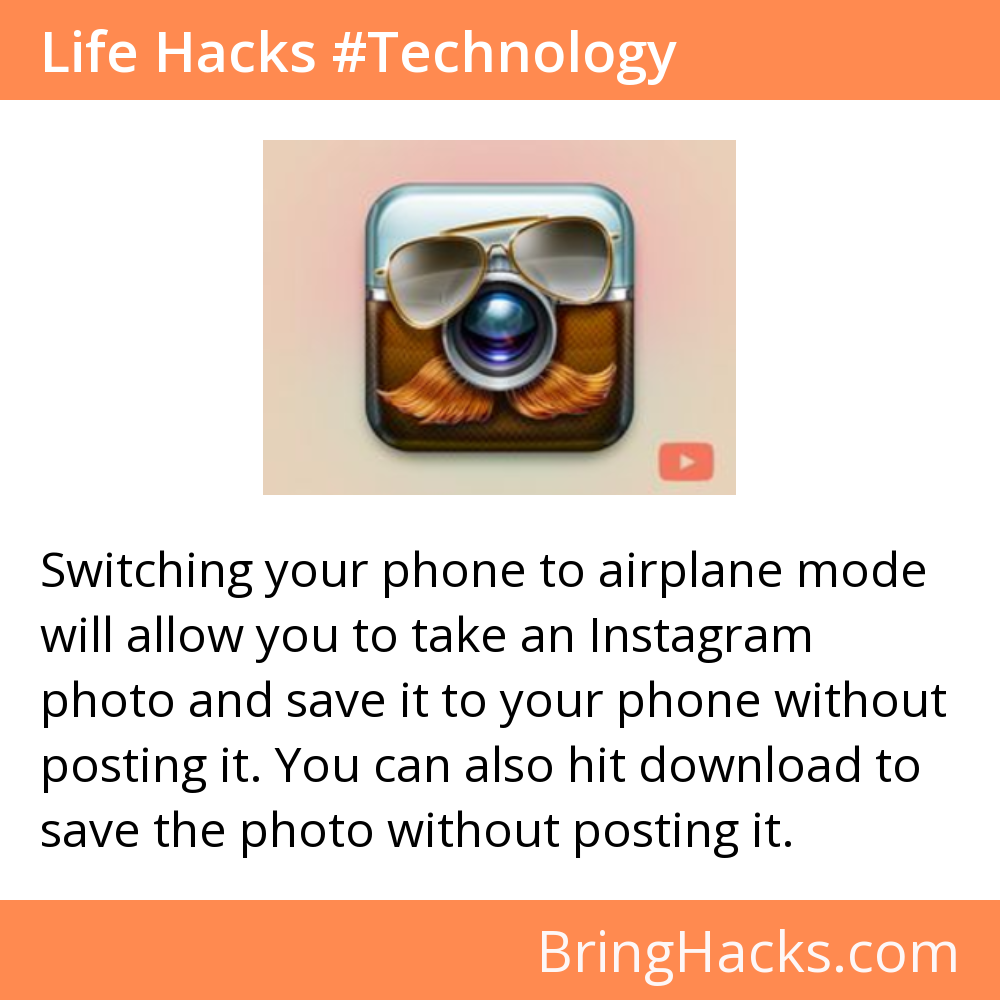 Life Hacks #Technology
Switching your phone to airplane mode
will allow you to take an Instagram
photo and save it to your phone without
posting it. You can also hit download to
save the photo without posting it.
BringHacks.com